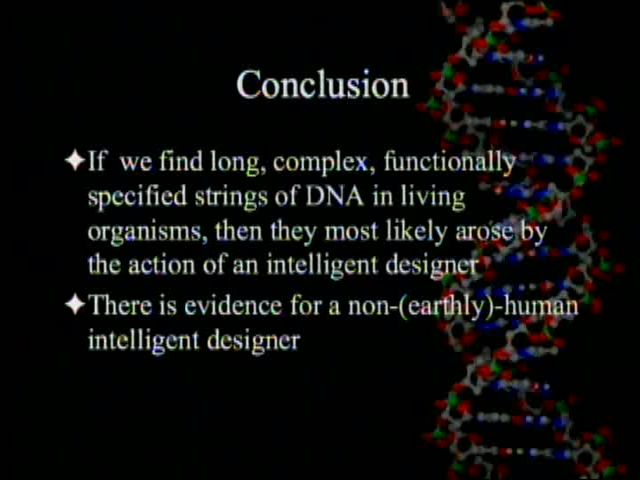 Conclusion
✦If we find long, complex, functionally
specified strings of DNA in living
organisms, then they most likely arose by
the action of an intelligent designer
✦There is evidence for a non-(earthly)-human
intelligent designer